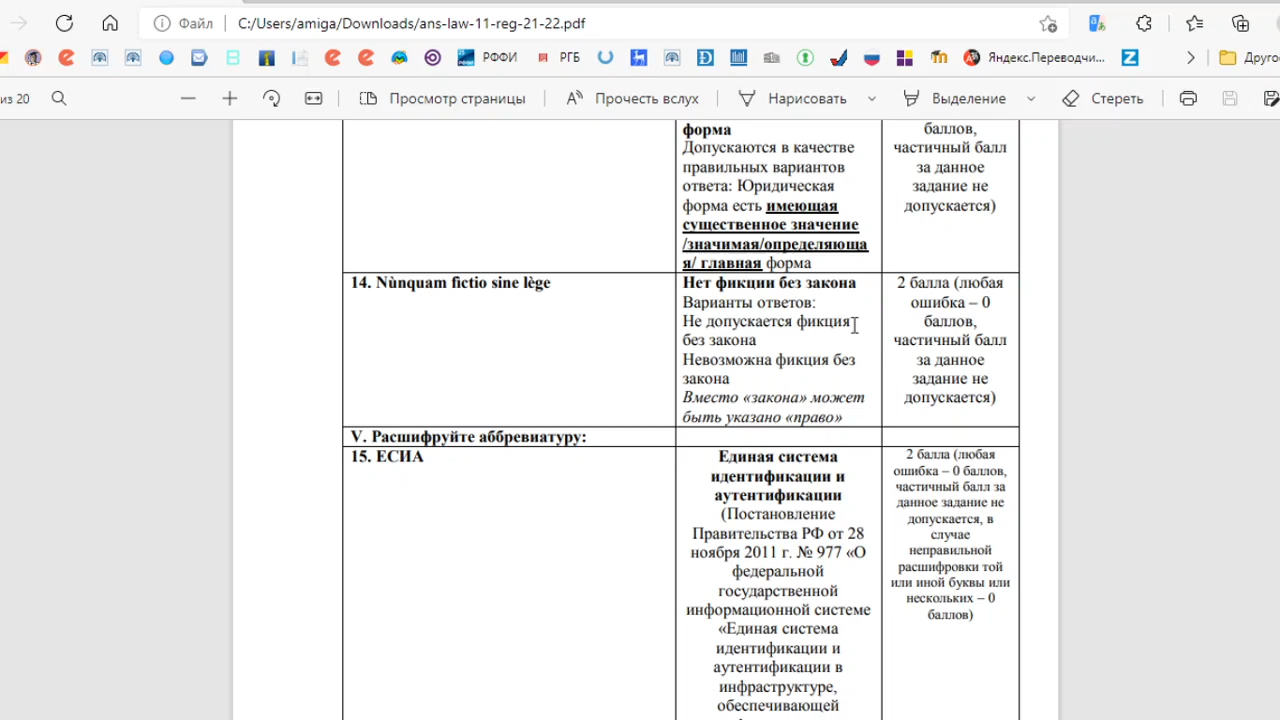 Файл
C:/Users/amiga/Downloads/ans-law-11-reg-21-22.pdf
РФФИ
РГБ
Яндекс.Переводчи...
Друго
из 20
Просмотр страницы
Прочесть вслух
Нарисовать
Выделение
Стереть
форма
Допускаются в качестве
правильных вариантов
ответа: Юридическая
форма есть имеющая
существенное значение
/значимая/определяюща
я/ главная форма
баллов,
частичный балл
за данное
задание не
допускается)
14. Nùnquam fictio sine lège
Нет фикции без закона
Варианты ответов:
Не допускается фикция
без закона
Невозможна фикция без
закона
Вместо «закона» может
быть указано «право»
2 балла (любая
ошибка – 0
баллов,
частичный балл
за данное
задание не
допускается)
V. Расшифруйте аббревиатуру:
15. ЕСИА
Единая система
идентификации и
аутентификации
(Постановление
Правительства РФ от 28
ноября 2011 г. № 977 «О
федеральной
государственной
информационной системе
«Единая система
идентификации и
аутентификации в
инфраструктуре,
обеспечивающей
2 балла (любая
ошибка – 0 баллов,
частичный балл за
данное задание не
допускается, в
случае
неправильной
расшифровки той
или иной буквы или
нескольких – 0
баллов)